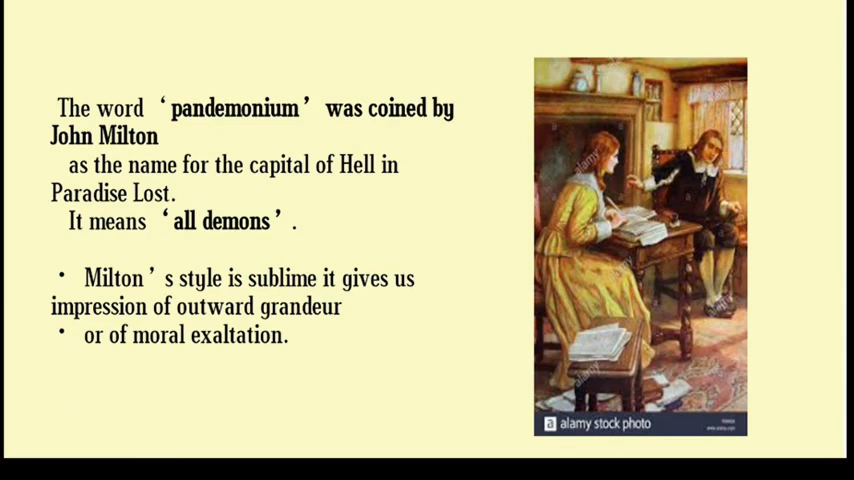 The word ‘pandemonium’ was coined by
John Milton
as the name for the capital of Hell in
Paradise Lost.
It means ‘all demons’.
• Milton’s style is sublime it gives us
impression of outward grandeur
• or of moral exaltation.
alamy
alamy
a alamy stock photo